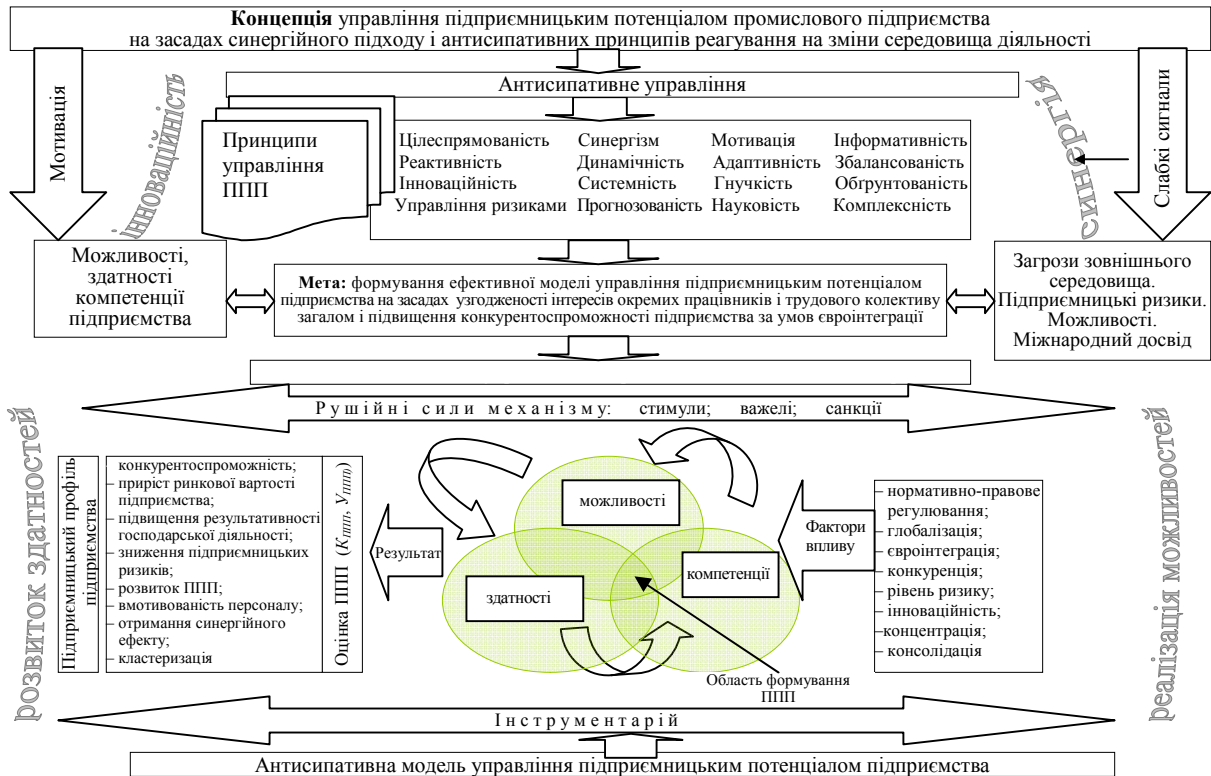 Концепція управління підприємницьким потенціалом промислового підприємства
на засадах синергійного підходу і антисипативних принципів реагування на зміни середовища діяльності
Мотивація
інноваційність
Антисипативне управління
синергія
Слабкі сигнали
Принципи
управління
ППП
Цілеспрямованість Синергізм Мотивація Інформативність
Реактивність Динамічність Адаптивність Збалансованість
Інноваційність Системність Гнучкість Обґрунтованість
Управління ризиками Прогнозованість Науковість Комплексність
Можливості,
здатності
компетенції
підприємства
Мета: формування ефективної моделі управління підприємницьким потенціалом
підприємства на засадах узгодженості інтересів окремих працівників і трудового колективу
загалом і підвищення конкурентоспроможності підприємства за умов євроінтеграції
Загрози зовнішнього
середовища.
Підприємницькі ризики.
Можливості.
Міжнародний досвід
Рушійні сили механізму: стимули; важелі; санкції
розвиток здатностей
Підприємницький профіль
підприємства
конкурентоспроможність;
приріст ринкової вартості
підприємства;
підвищення результативності
господарської діяльності;
зниження підприємницьких
ризиків;
розвиток ППП;
вмотивованість персоналу;
отримання синергійного
ефекту;
кластеризація
Оцінка ППП (КППП, УППП)
Результат
можливості
здатності
компетенції
Область формування
ППП
Фактори
впливу
нормативно-правове
регулювання;
глобалізація;
євроінтеграція;
конкуренція;
рівень ризику;
інноваційність;
концентрація;
консолідація
реалізація можливостей
Інструментарій
Антисипативна модель управління підприємницьким потенціалом підприємства